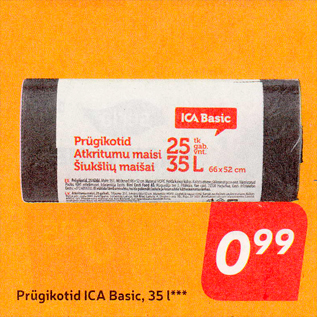 ICA Basic
Prügikotid
Atkritumu maisi
Šiukšlių maišai
25 tk
gab.
vnt.
35 L 66 x 52 cm
0.99
Prügikotid ICA Basic, 35 l***